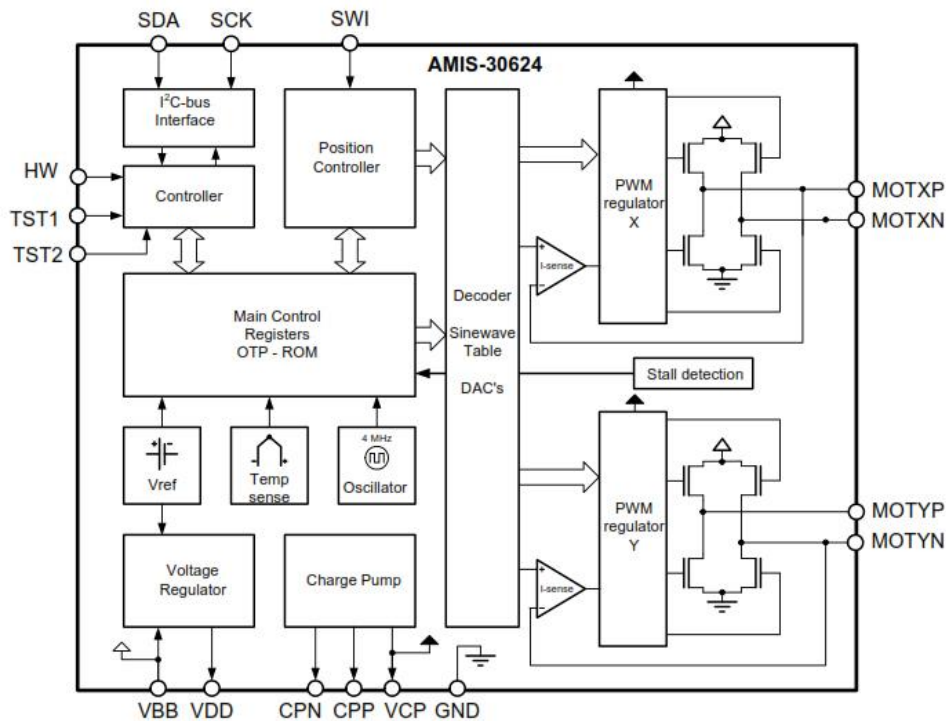 SDA
SCK
SWI
AMIS-30624
I²C-bus
Interface
Position
Controller
PWM
regulator
X
HW
Controller
MOTXP
TST1
MOTXN
TST2
+
I-sense
−
Main Control
Registers
OTP - ROM
Decoder
Sinewave
Table
DAC's
Stall detection
+ -
Vref
- +
Temp
sense
4 MHz
Oscillator
PWM
regulator
Y
MOTYP
MOTYN
Voltage
Regulator
Charge Pump
+
I-sense
−
VBB
VDD
CPN
CPP
VCP
GND